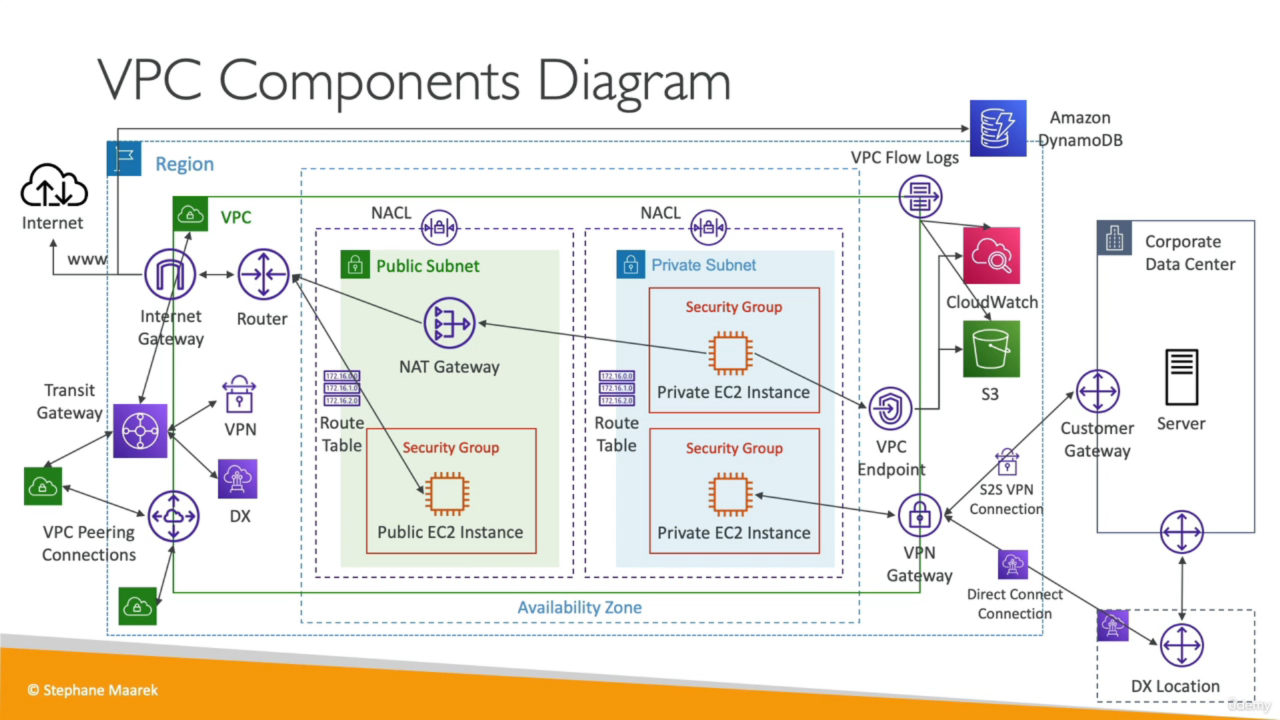 VPC Components Diagram
Amazon
DynamoDB
VPC Flow Logs
Region
Internet
www
VPC
NACL
NACL
Public Subnet
Private Subnet
Corporate
Data Center
Internet
Gateway
Router
NAT Gateway
Security Group
Private EC2 Instance
CloudWatch
S3
Transit
Gateway
VPN
DX
172.16.0.0
172.16.1.0
172.16.2.0
Route
Table
172.16.0.0
172.16.1.0
172.16.2.0
Route
Table
Security Group
Public EC2 Instance
Security Group
Private EC2 Instance
VPC
Endpoint
Customer
Gateway
Server
S2S VPN
Connection
VPC Peering
Connections
VPN
Gateway
Direct Connect
Connection
Availability Zone
DX Location
© Stephane Maarek
ûdemy